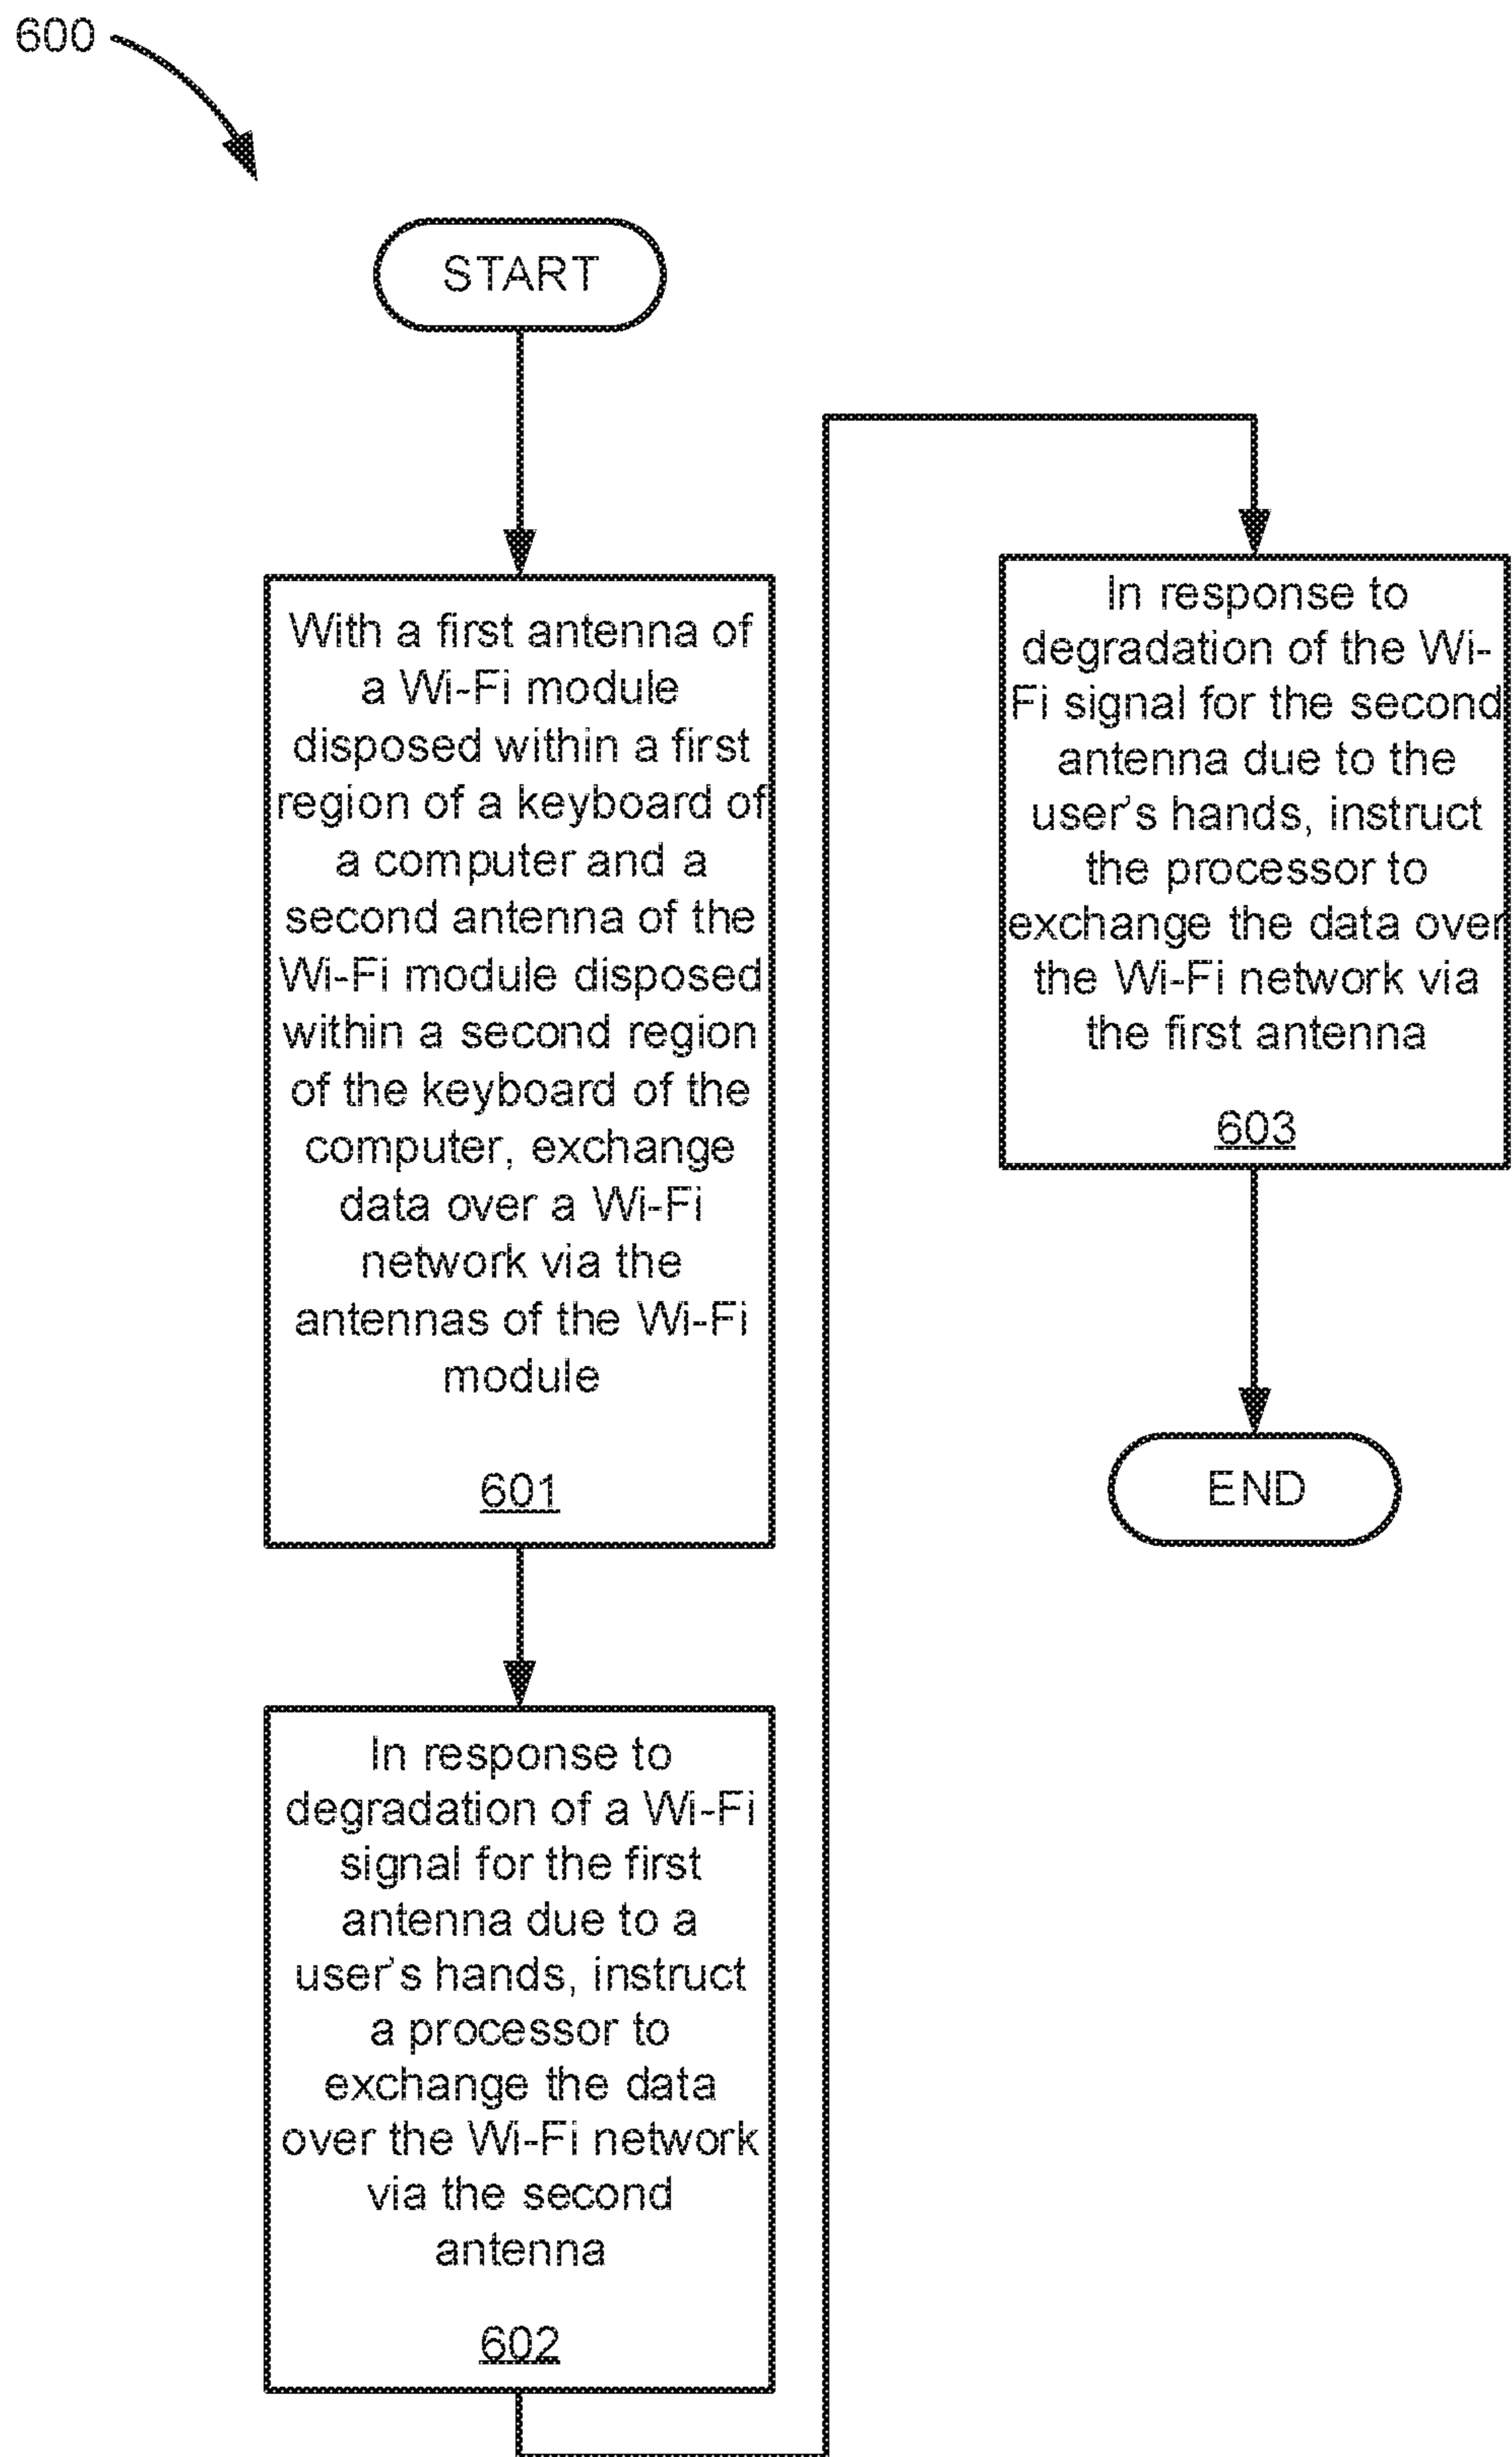 600
START
With a first antenna of
a Wi-Fi module
disposed within a first
region of a keyboard of
a computer and a
second antenna of the
Wi-Fi module disposed
within a second region
of the keyboard of the
computer, exchange
data over a Wi-Fi
network via the
antennas of the Wi-Fi
module
601
In response to
degradation of a Wi-Fi
signal for the first
antenna due to a
user's hands, instruct
a processor to
exchange the data
over the Wi-Fi network
via the second
antenna
602
In response to
degradation of the Wi-
Fi signal for the second
antenna due to the
user's hands, instruct
the processor to
exchange the data over
the Wi-Fi network via
the first antenna
603
END